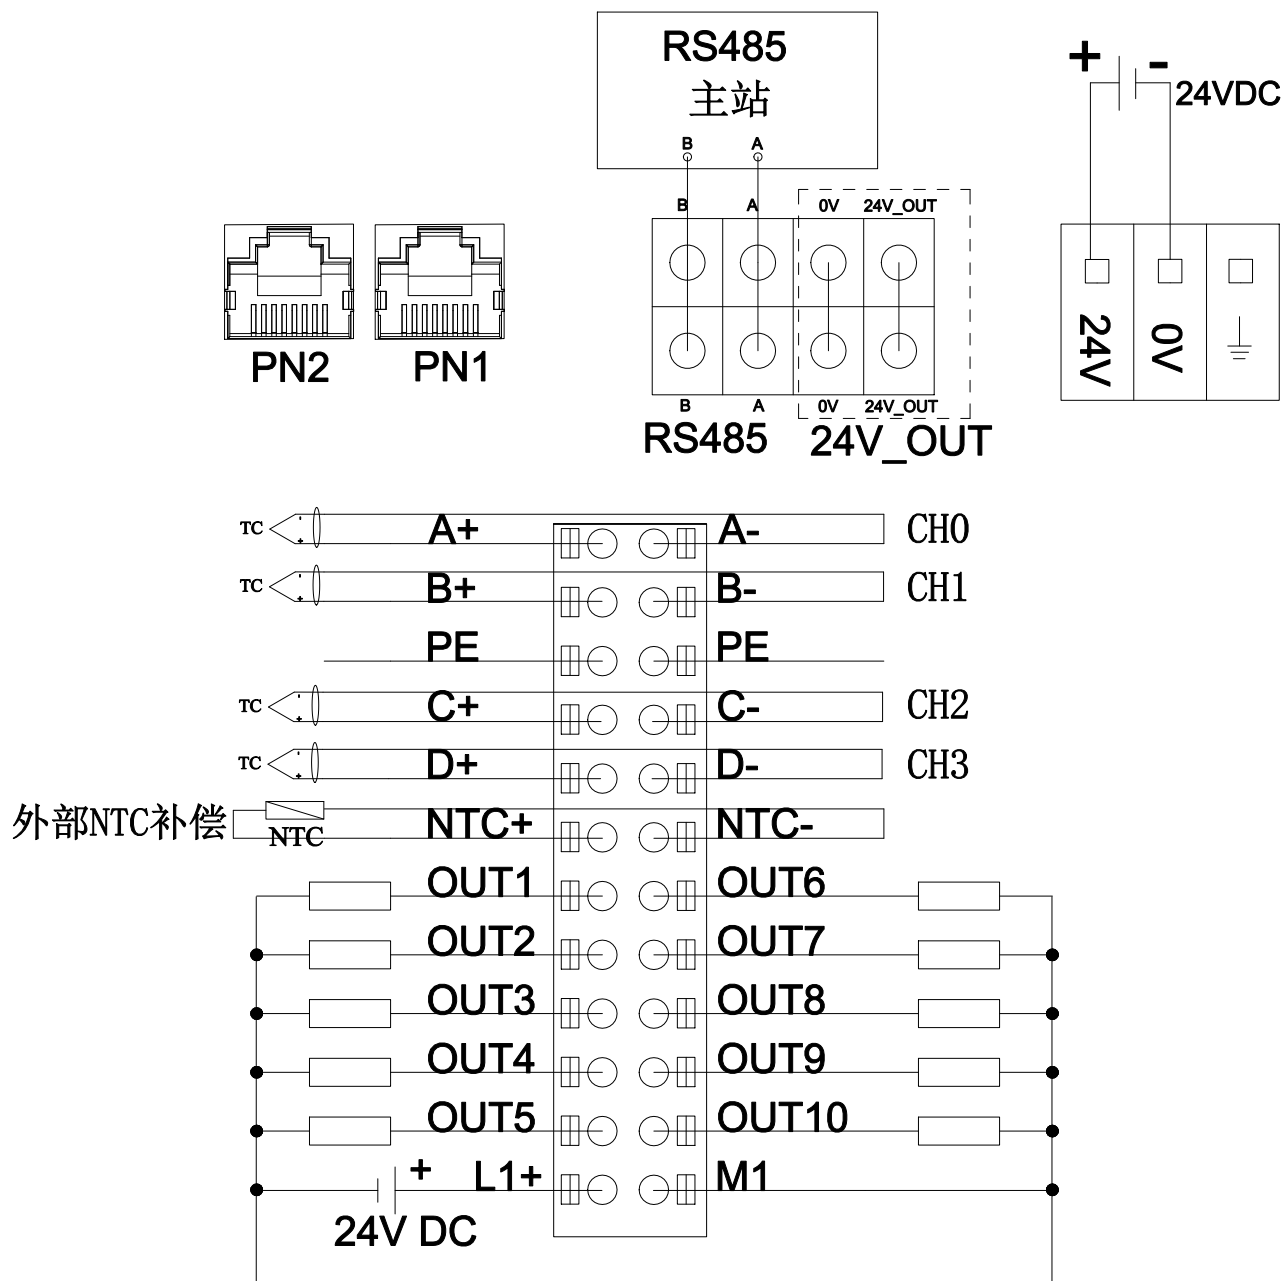 RS485
主站
B A
+ -
24VDC
B A 0V 24V_OUT
24V 0V
PN2 PN1
B A 0V 24V_OUT
RS485 24V_OUT
TC - + A+ A- CH0
TC - + B+ B- CH1
PE PE
TC - + C+ C- CH2
TC - + D+ D- CH3
外部NTC补偿 NTC NTC+ NTC-
OUT1 OUT6
OUT2 OUT7
OUT3 OUT8
OUT4 OUT9
OUT5 OUT10
+ L1+ M1
24V DC